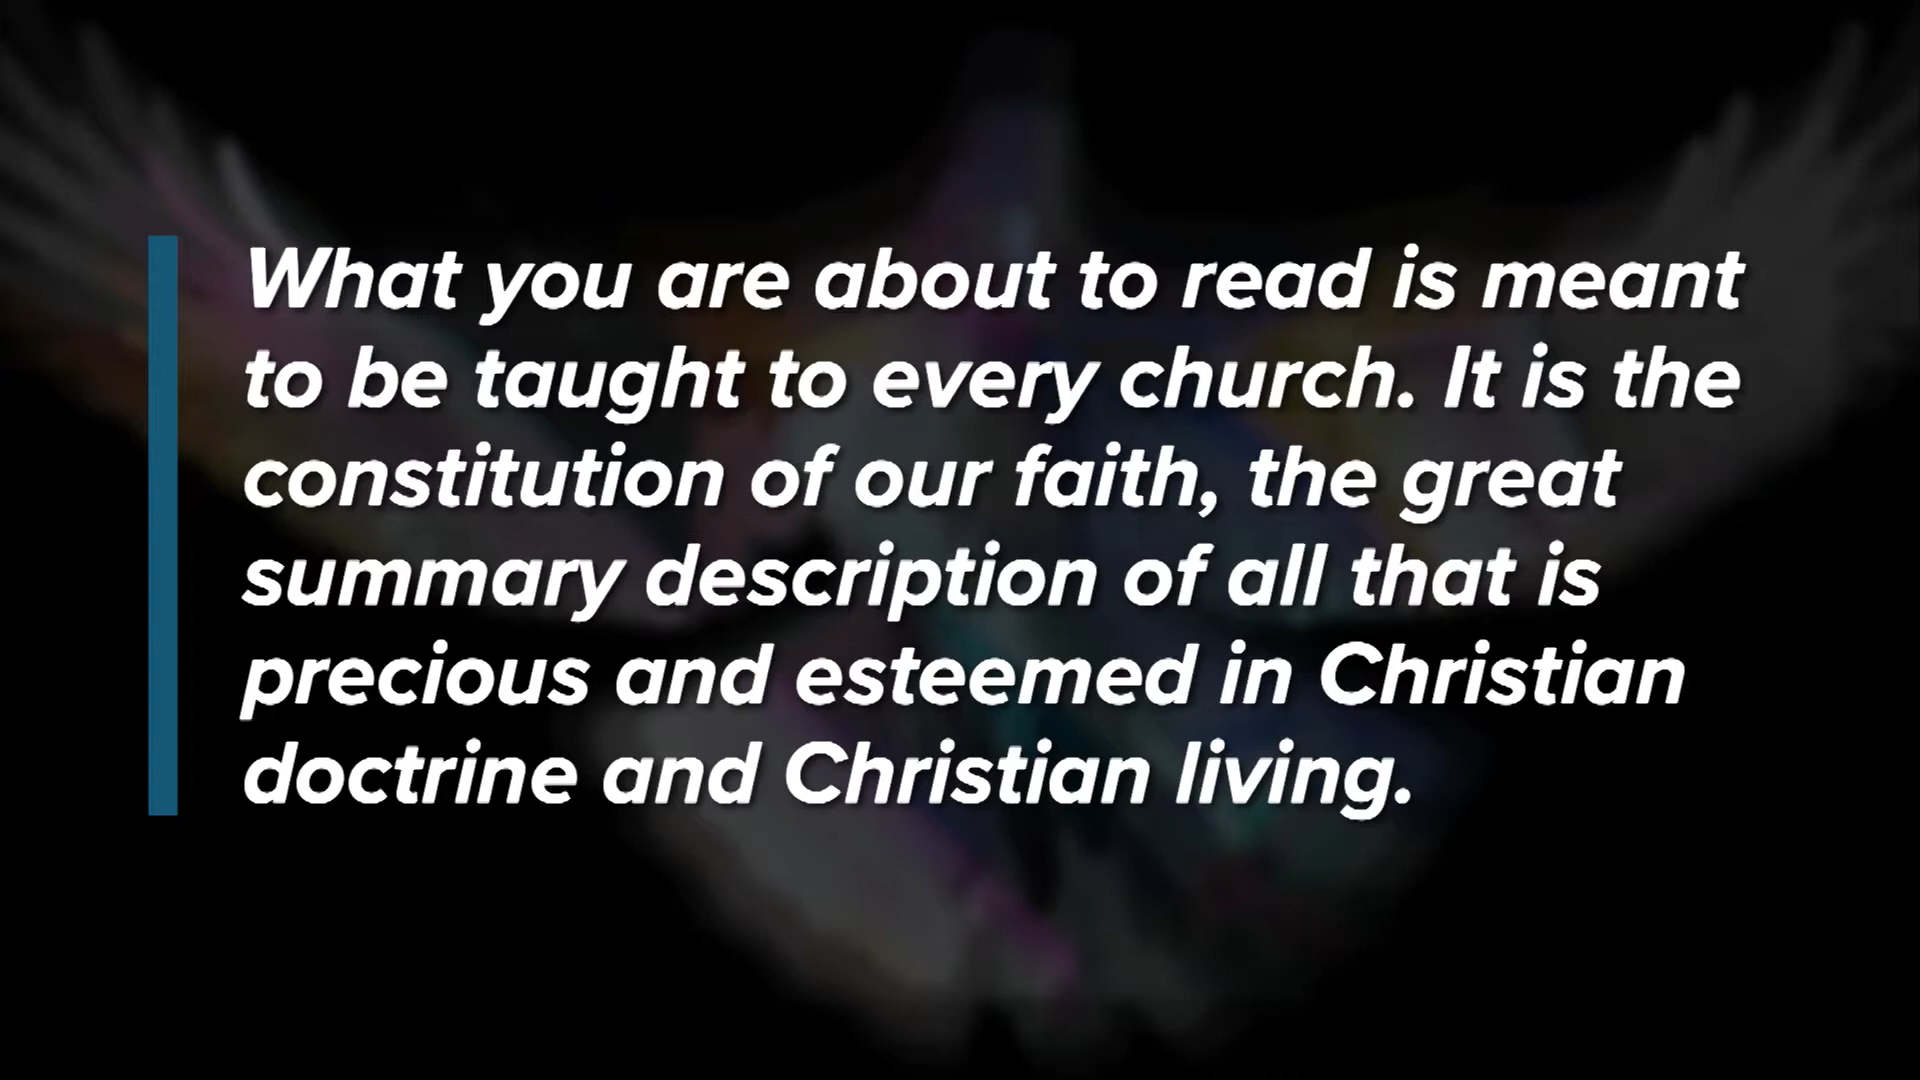 What you are about to read is meant
to be taught to every church. It is the
constitution of our faith, the great
summary description of all that is
precious and esteemed in Christian
doctrine and Christian living.